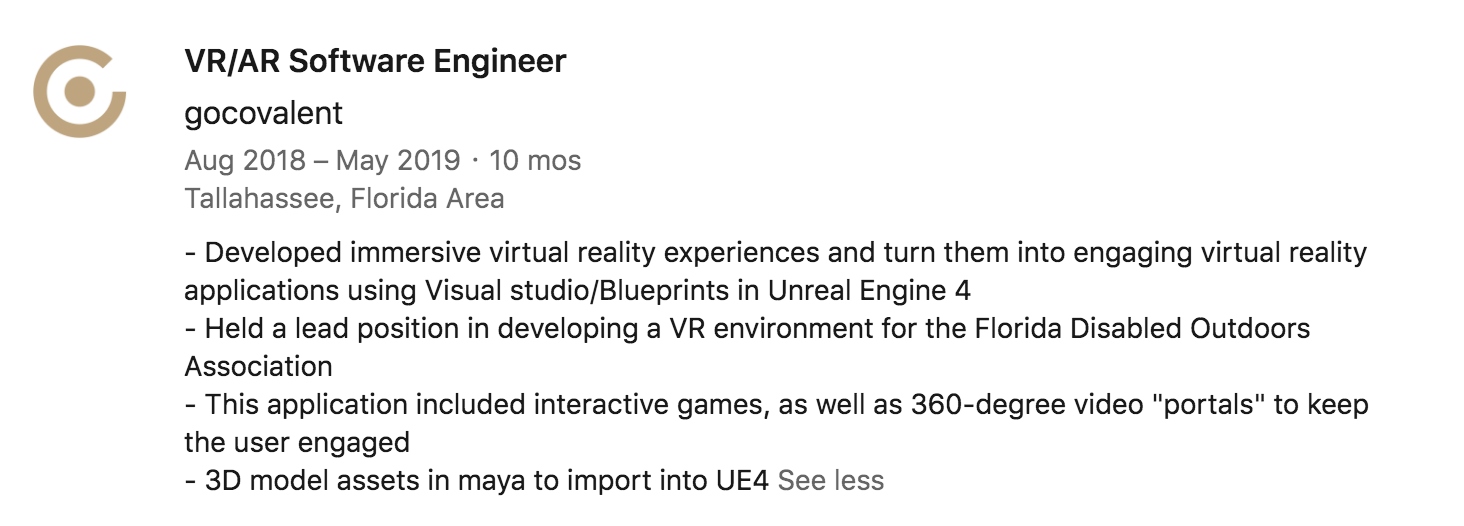 VR/AR Software Engineer
gocovalent
Aug 2018 – May 2019 · 10 mos
Tallahassee, Florida Area
- Developed immersive virtual reality experiences and turn them into engaging virtual reality
applications using Visual studio/Blueprints in Unreal Engine 4
- Held a lead position in developing a VR environment for the Florida Disabled Outdoors
Association
- This application included interactive games, as well as 360-degree video "portals" to keep
the user engaged
- 3D model assets in maya to import into UE4 See less